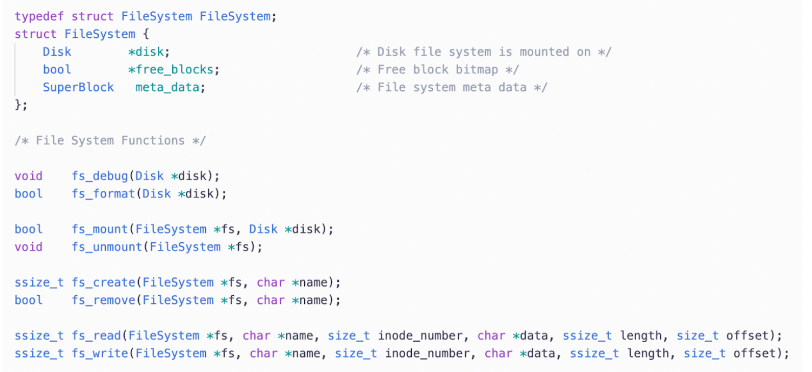 typedef struct FileSystem FileSystem;
struct FileSystem {
    Disk        *disk;                          /* Disk file system is mounted on */
    bool        *free_blocks;                   /* Free block bitmap */
    SuperBlock   meta_data;                     /* File system meta data */
};
/* File System Functions */
void    fs_debug(Disk *disk);
bool    fs_format(Disk *disk);
bool    fs_mount(FileSystem *fs, Disk *disk);
void    fs_unmount(FileSystem *fs);
ssize_t fs_create(FileSystem *fs, char *name);
bool    fs_remove(FileSystem *fs, char *name);
ssize_t fs_read(FileSystem *fs, char *name, size_t inode_number, char *data, ssize_t length, size_t offset);
ssize_t fs_write(FileSystem *fs, char *name, size_t inode_number, char *data, ssize_t length, size_t offset);